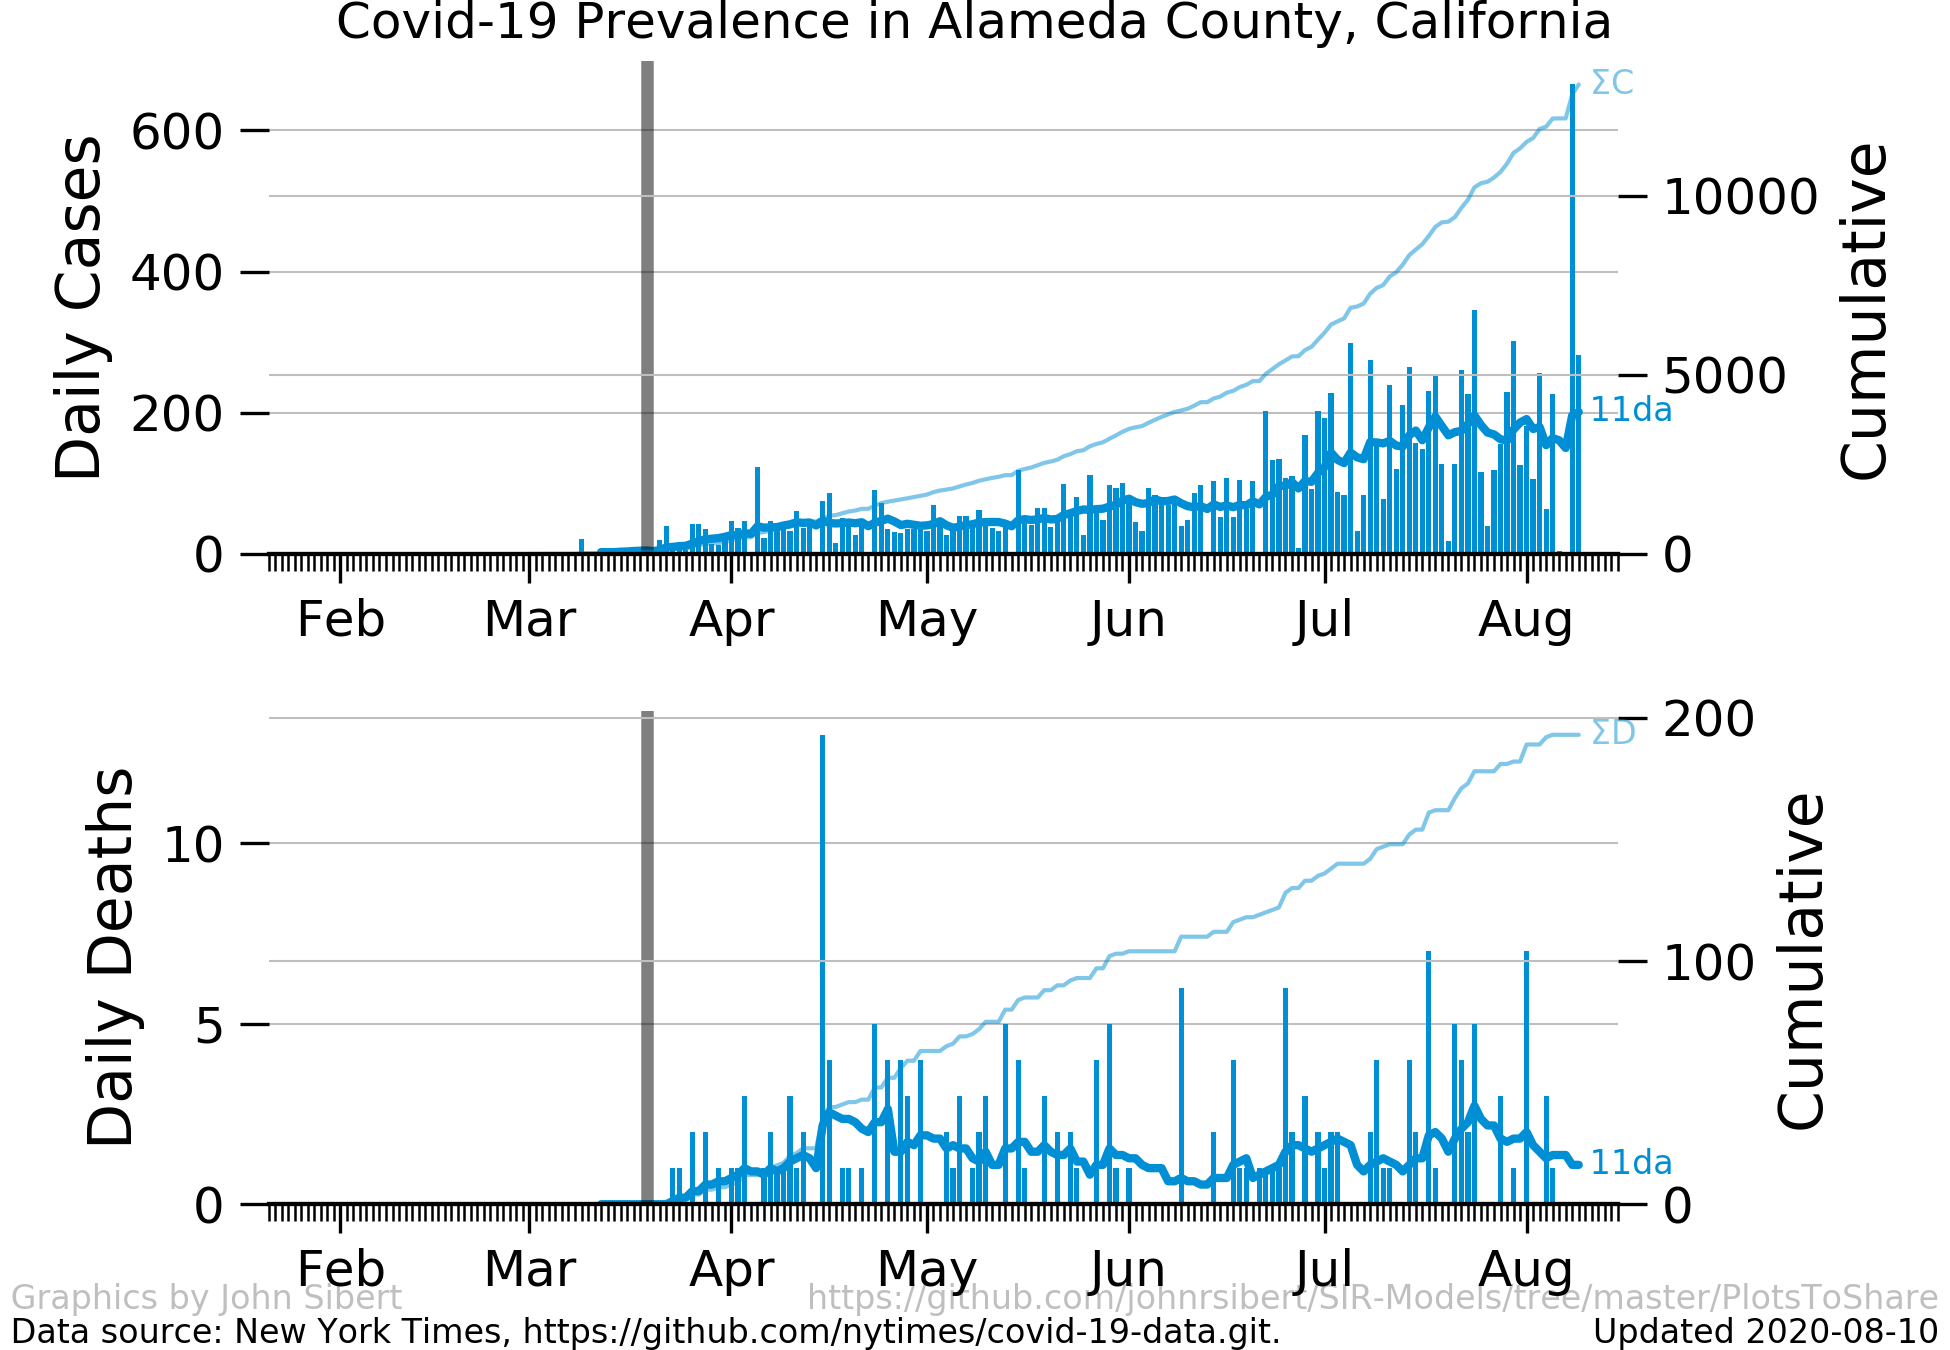 Covid-19 Prevalence in Alameda County, California
Daily Cases
600
400
200
0
ΣC
11da
10000
5000
0
Cumulative
Feb Mar Apr May Jun Jul Aug
Daily Deaths
10
5
0
ΣD
11da
200
100
0
Cumulative
Feb Mar Apr May Jun Jul Aug
Graphics by John Sibert https://github.com/johnrsibert/SIR-Models/tree/master/PlotsToShare
Data source: New York Times, https://github.com/nytimes/covid-19-data.git. Updated 2020-08-10